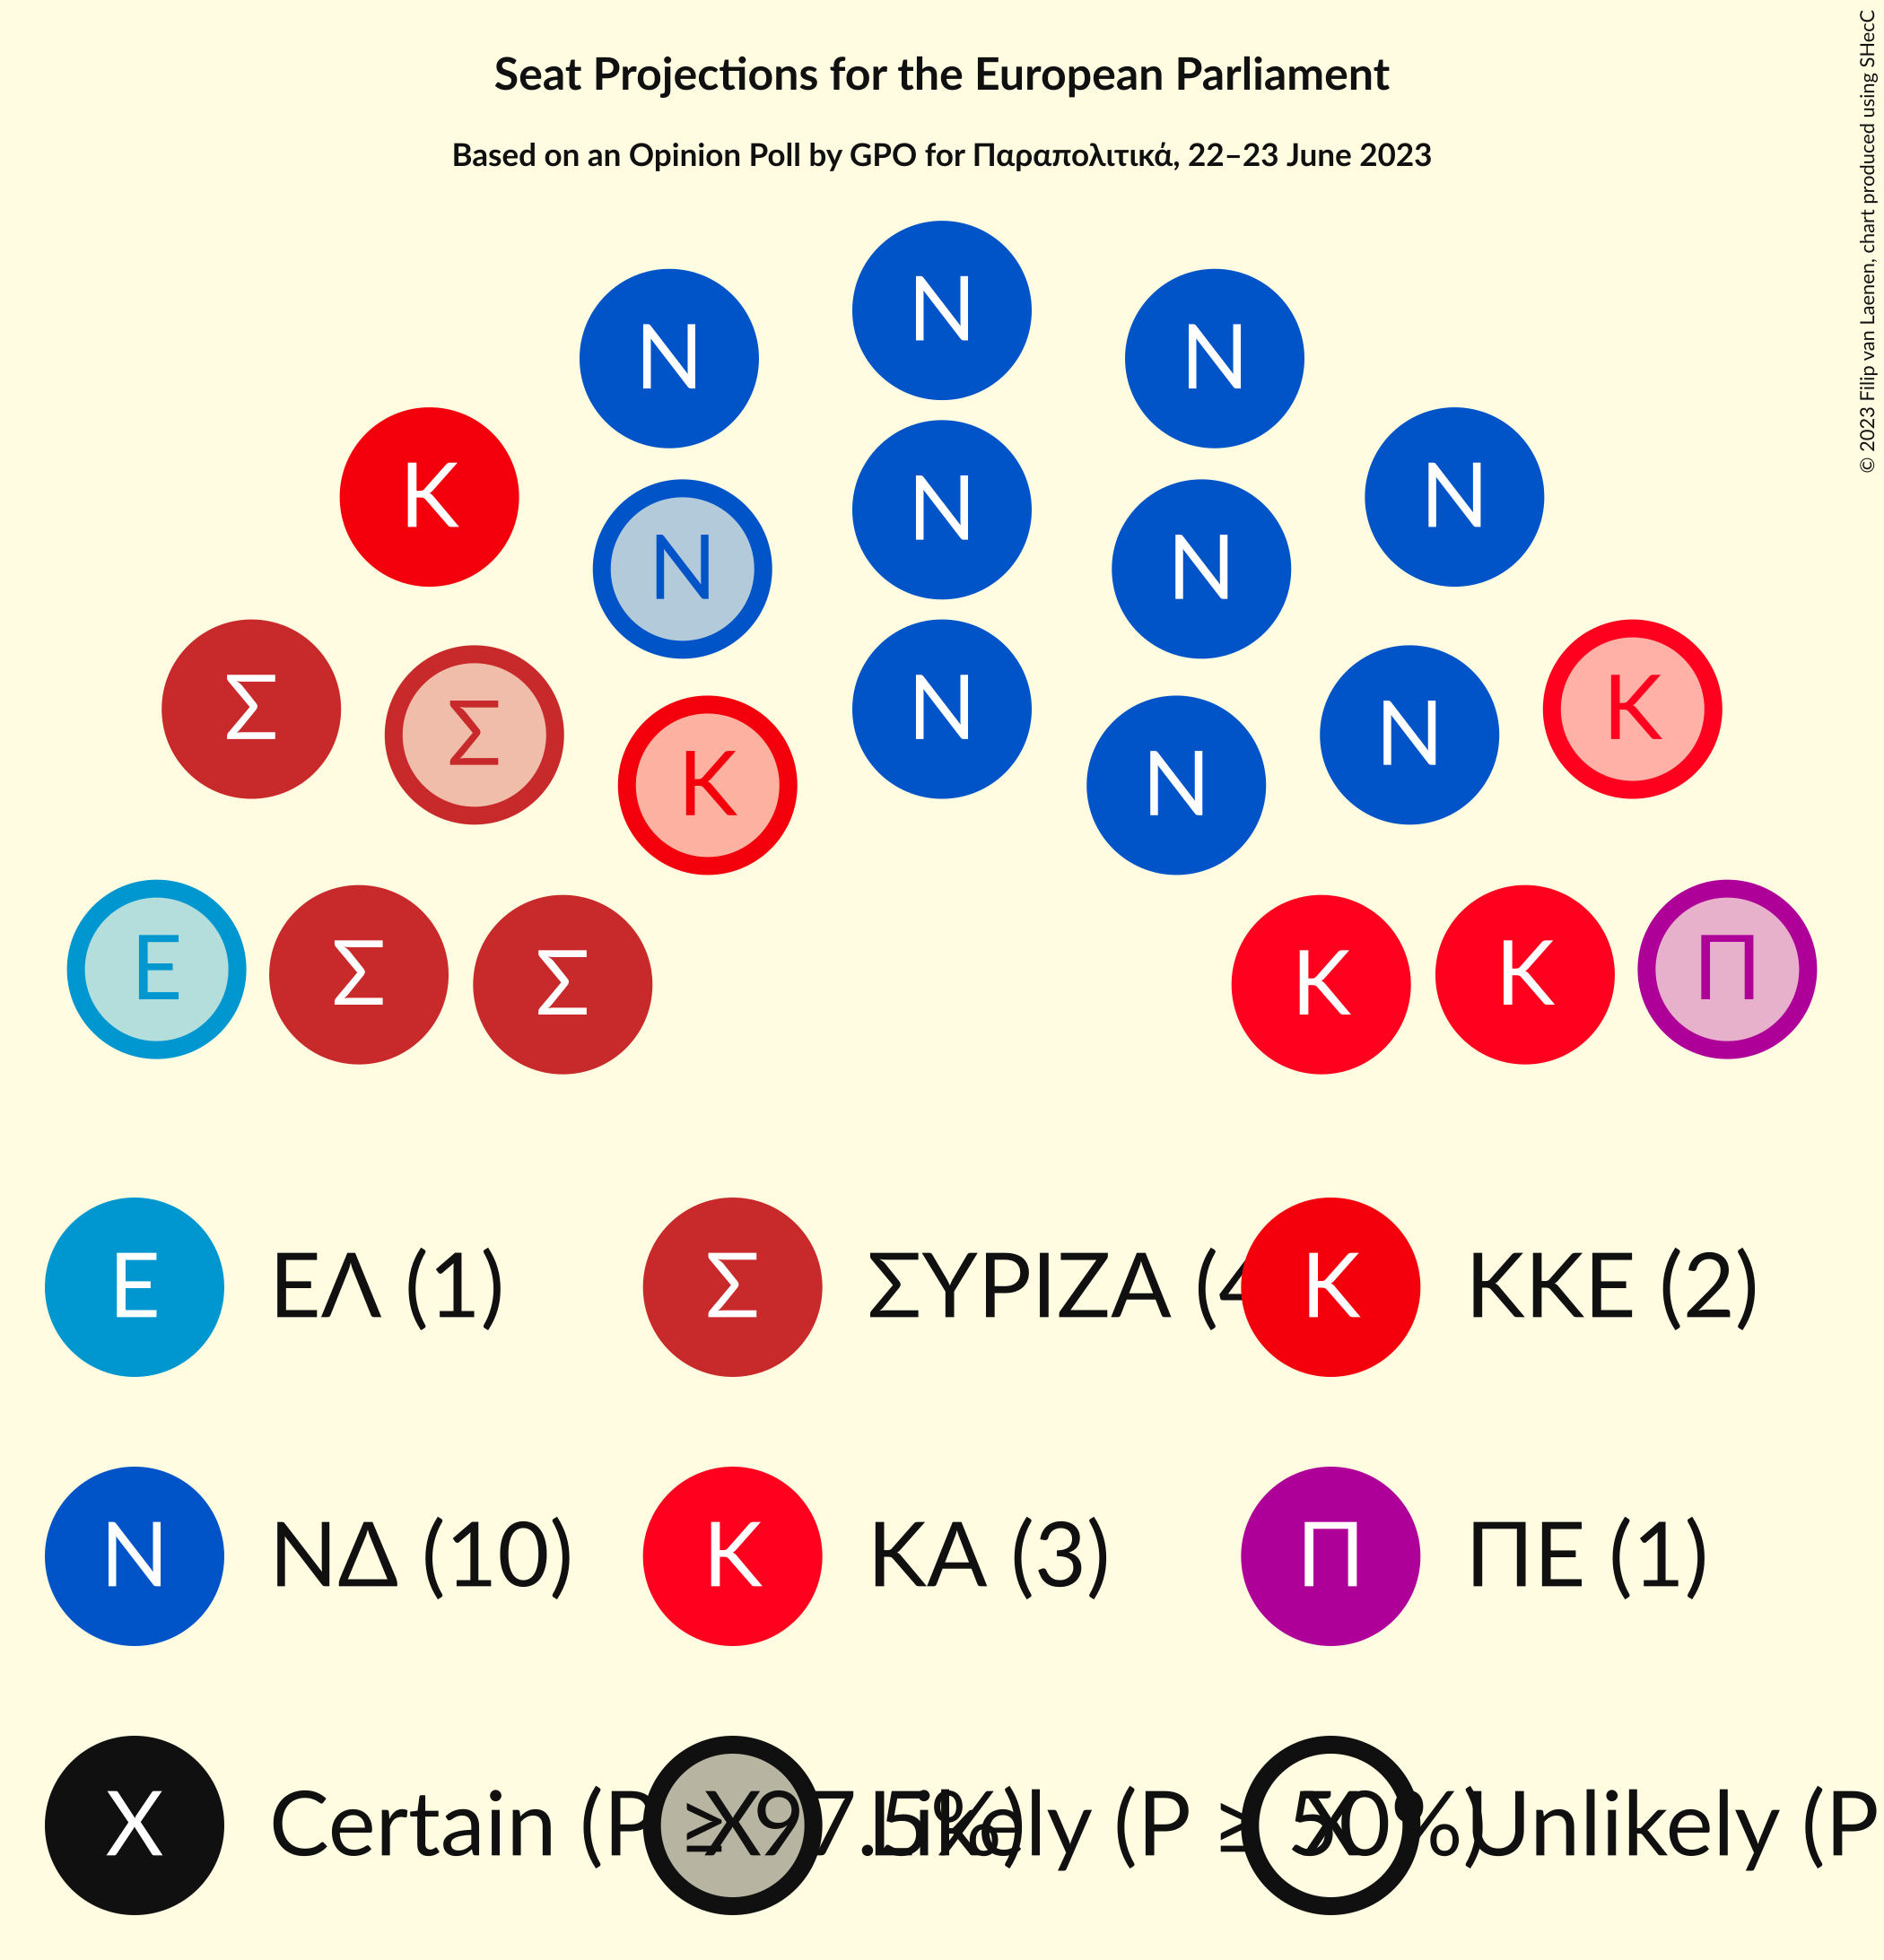 Seat Projections for the European Parliament
Based on an Opinion Poll by GPO for Παραπολιτικά, 22–23 June 2023
© 2023 Filip van Laenen, chart produced using SHecC
Ν
Ν Ν
Κ Ν
Ν
Ν Ν
Σ Κ
Σ Ν
Ν
Κ Ν
Ε Σ Σ Κ Κ Π
Ε ΕΛ (1) Σ ΣΥΡΙΖΑ (4 Κ ΚΚΕ (2)
Ν ΝΔ (10) Κ ΚΑ (3) Π ΠΕ (1)
X Certain (P ≥ 97.5%) X Likely (P ≥ 50%) X Unlikely (P